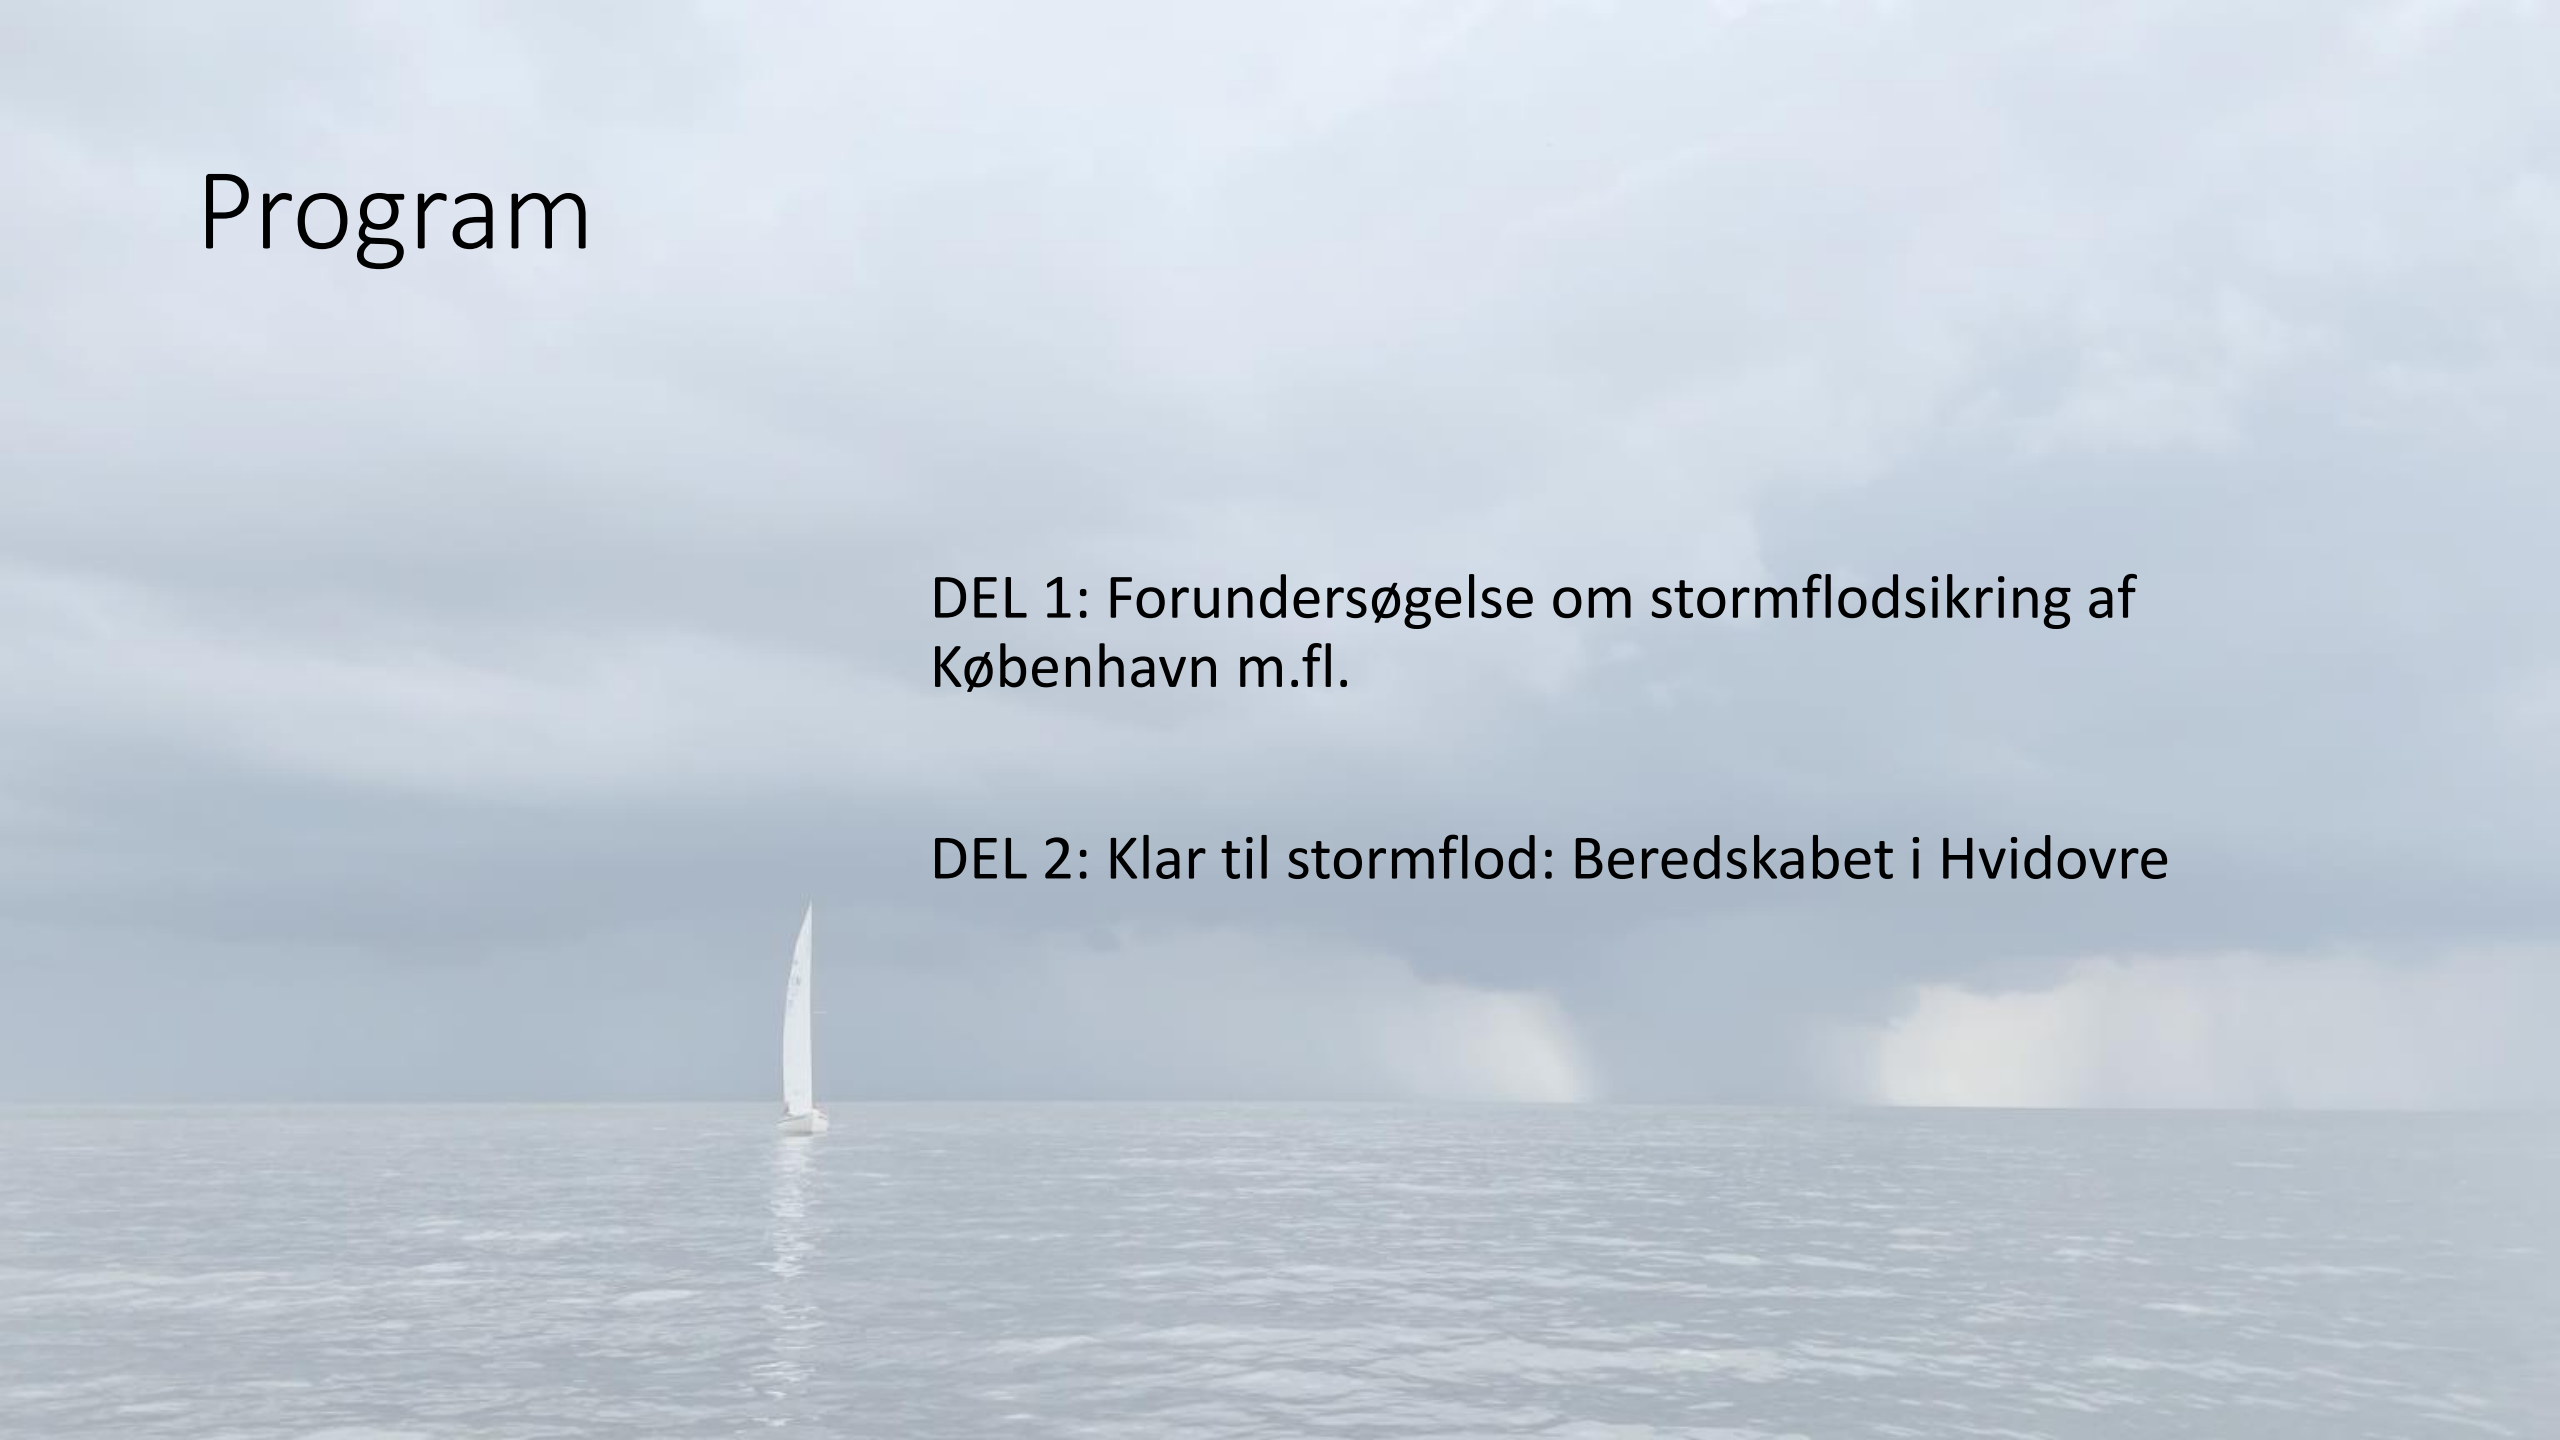 Program
DEL 1: Forundersøgelse om stormflodsikring af
København m.fl.
DEL 2: Klar til stormflod: Beredskabet i Hvidovre